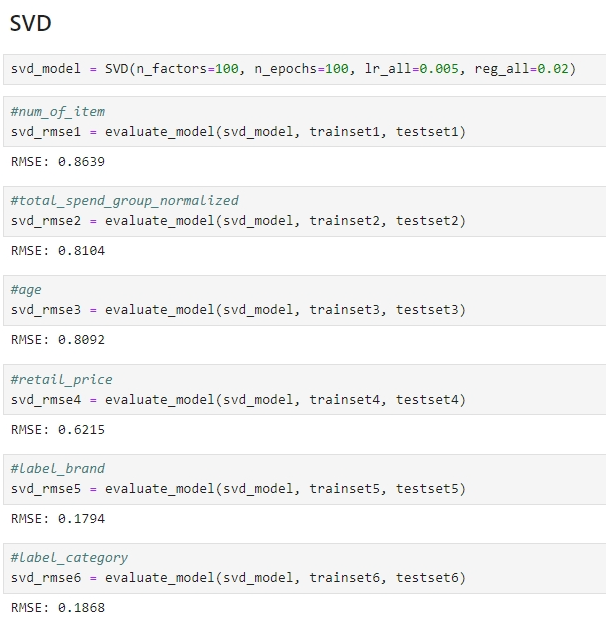 SVD
svd_model = SVD(n_factors=100, n_epochs=100, lr_all=0.005, reg_all=0.02)
#num_of_item
svd_rmse1 = evaluate_model(svd_model, trainset1, testset1)
RMSE: 0.8639
#total_spend_group_normalized
svd_rmse2 = evaluate_model(svd_model, trainset2, testset2)
RMSE: 0.8104
#age
svd_rmse3 = evaluate_model(svd_model, trainset3, testset3)
RMSE: 0.8092
#retail_price
svd_rmse4 = evaluate_model(svd_model, trainset4, testset4)
RMSE: 0.6215
#label_brand
svd_rmse5 = evaluate_model(svd_model, trainset5, testset5)
RMSE: 0.1794
#label_category
svd_rmse6 = evaluate_model(svd_model, trainset6, testset6)
RMSE: 0.1868